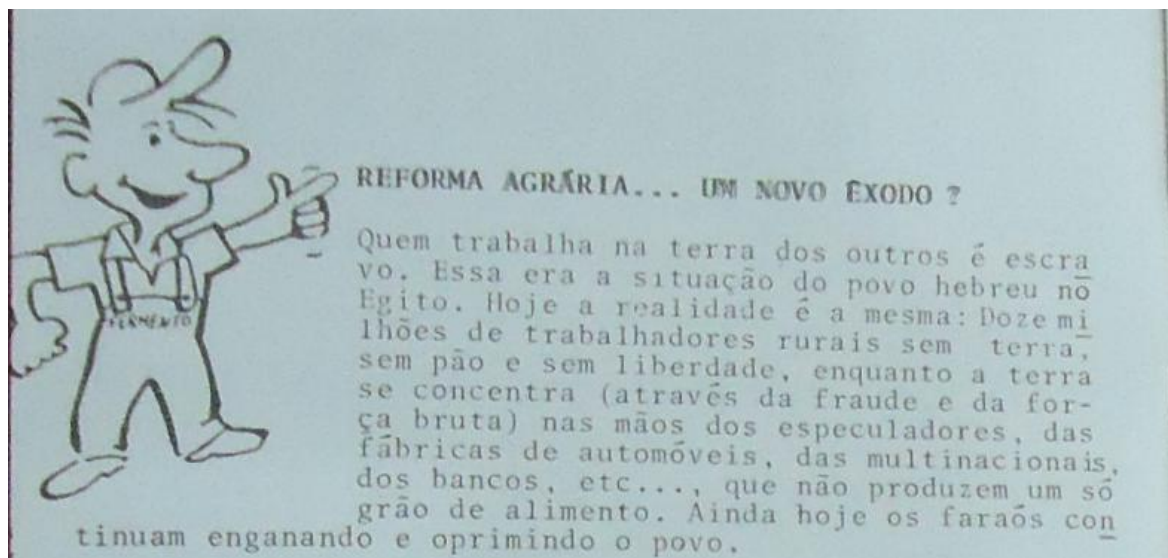 FERMENTO
REFORMA AGRÁRIA... UM NOVO ÊXODO ?
Quem trabalha na terra dos outros é escra
vo. Essa era a situação do povo hebreu no
Egito. Hoje a realidade é a mesma: Doze mi
lhões de trabalhadores rurais sem terra,
sem pão e sem liberdade, enquanto a terra
se concentra (através da fraude e da for-
ça bruta) nas mãos dos especuladores, das
fábricas de automóveis, das multinacionais,
dos bancos, etc..., que não produzem um só
grão de alimento. Ainda hoje os faraós con
tinuam enganando e oprimindo o povo.